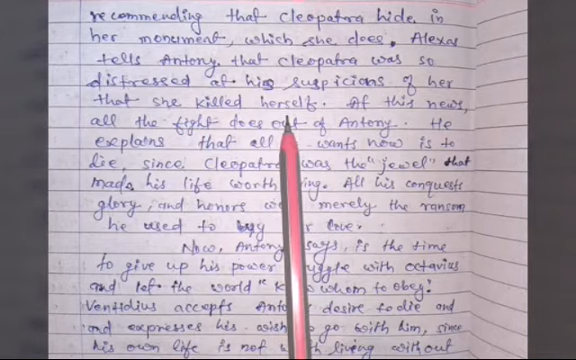 recommending that Cleopatra hide in
her monument, which she does. Alexas
tells Antony that Cleopatra was so
distressed at his suspicions of her
that she killed herself. At this news,
all the fight does out of Antony. He
explains that all wants now is to
die, since Cleopatra was the "jewel" that
made his life worth. All his conquests
glory, and honors merely the ransom
he used to love.
Now, Antony says, is the time
to give up his power with Octavius
and let the world " whom to obey!
Ventidius accepts desire to die and
and expresses his wish go with him, since
his own life is not living without